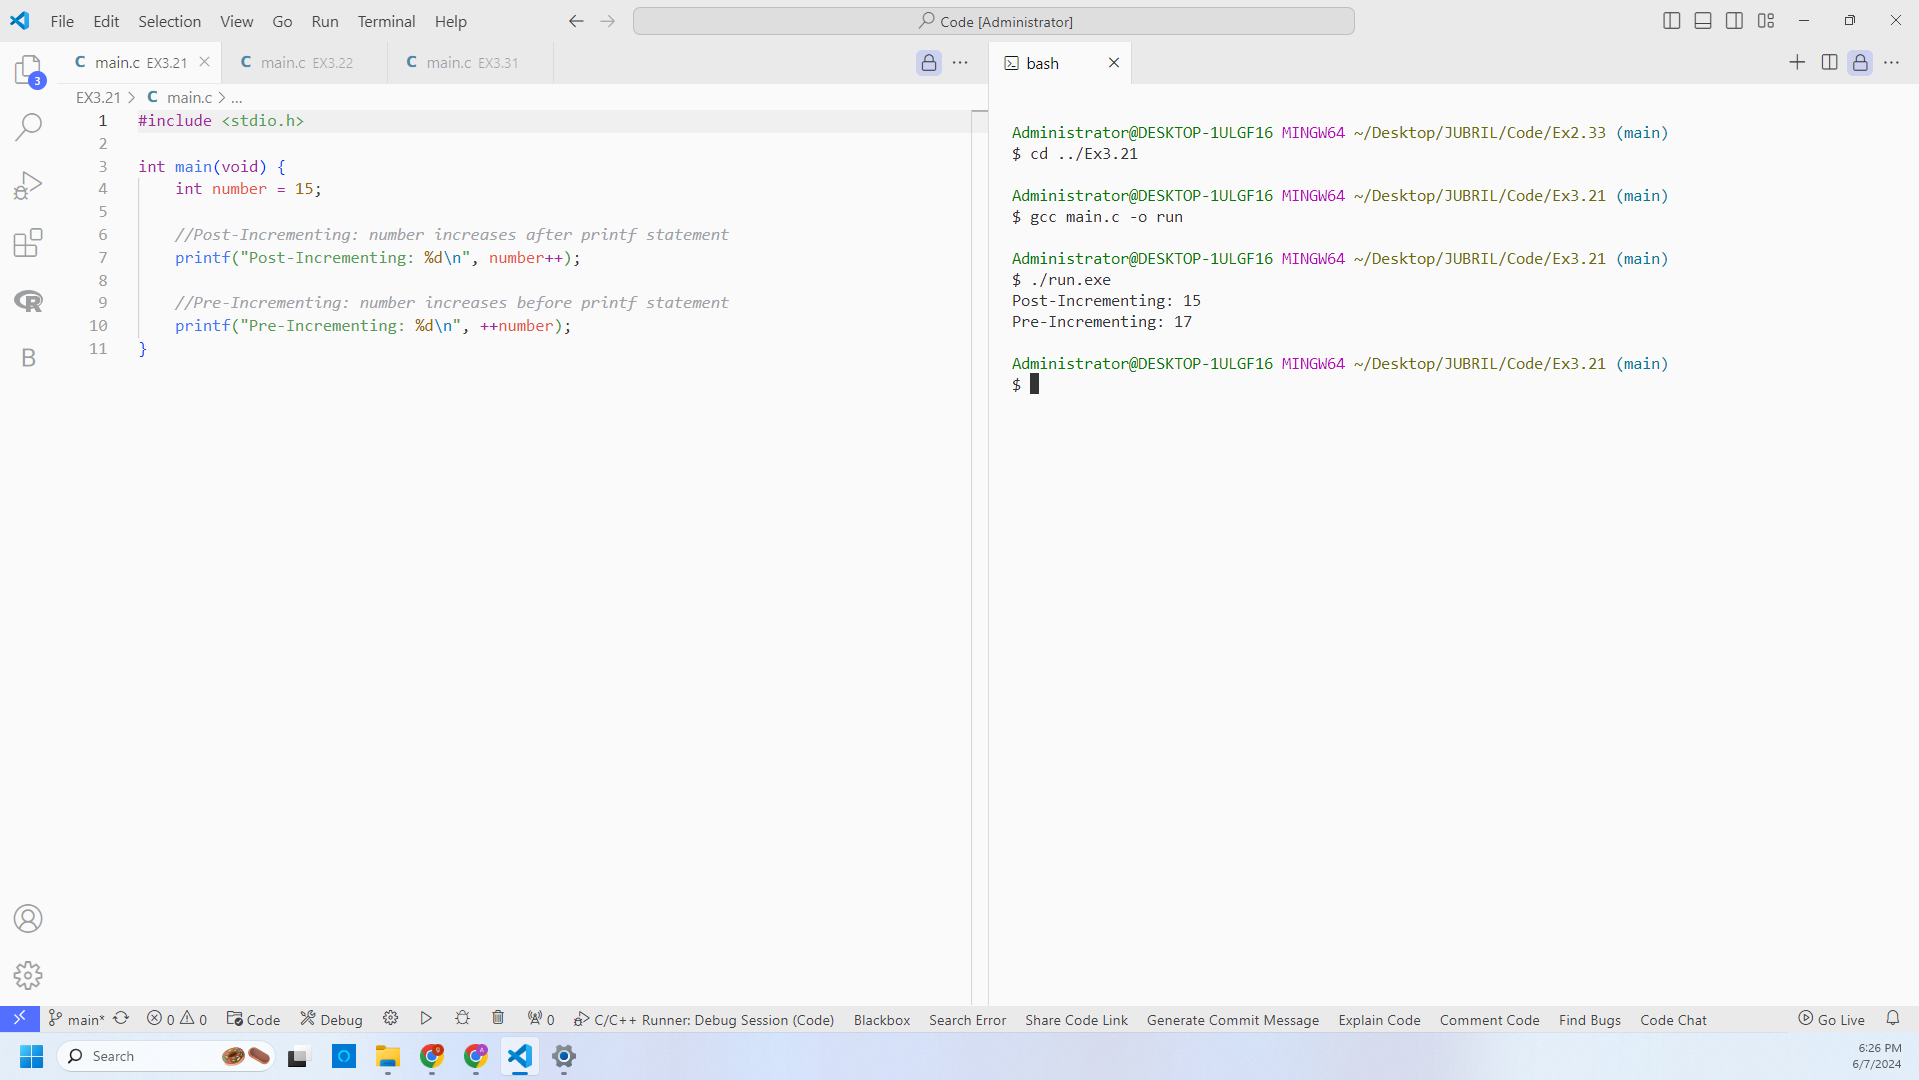 File Edit Selection View Go Run Terminal Help
Code [Administrator]
main.c EX3.21
main.c EX3.22
main.c EX3.31
bash
3
EX3.21 > C main.c > ...
1 #include <stdio.h>
2
3 int main(void) {
4 int number = 15;
5
6 //Post-Incrementing: number increases after printf statement
7 printf("Post-Incrementing: %d\n", number++);
8
9 //Pre-Incrementing: number increases before printf statement
10 printf("Pre-Incrementing: %d\n", ++number);
11 }
R
B
Administrator@DESKTOP-1ULGF16 MINGW64 ~/Desktop/JUBRIL/Code/Ex2.33 (main)
$ cd ../Ex3.21
Administrator@DESKTOP-1ULGF16 MINGW64 ~/Desktop/JUBRIL/Code/Ex3.21 (main)
$ gcc main.c -o run
Administrator@DESKTOP-1ULGF16 MINGW64 ~/Desktop/JUBRIL/Code/Ex3.21 (main)
$ ./run.exe
Post-Incrementing: 15
Pre-Incrementing: 17
Administrator@DESKTOP-1ULGF16 MINGW64 ~/Desktop/JUBRIL/Code/Ex3.21 (main)
$
main* 0 0 Code Debug 0 C/C++ Runner: Debug Session (Code) Blackbox Search Error Share Code Link Generate Commit Message Explain Code Comment Code Find Bugs Code Chat Go Live
Search
6:26 PM
6/7/2024